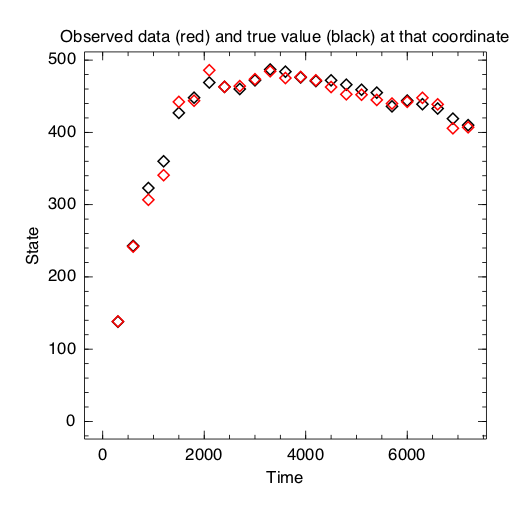 Observed data (red) and true value (black) at that coordinate
500
400
300
200
100
0
State
0 2000 4000 6000
Time